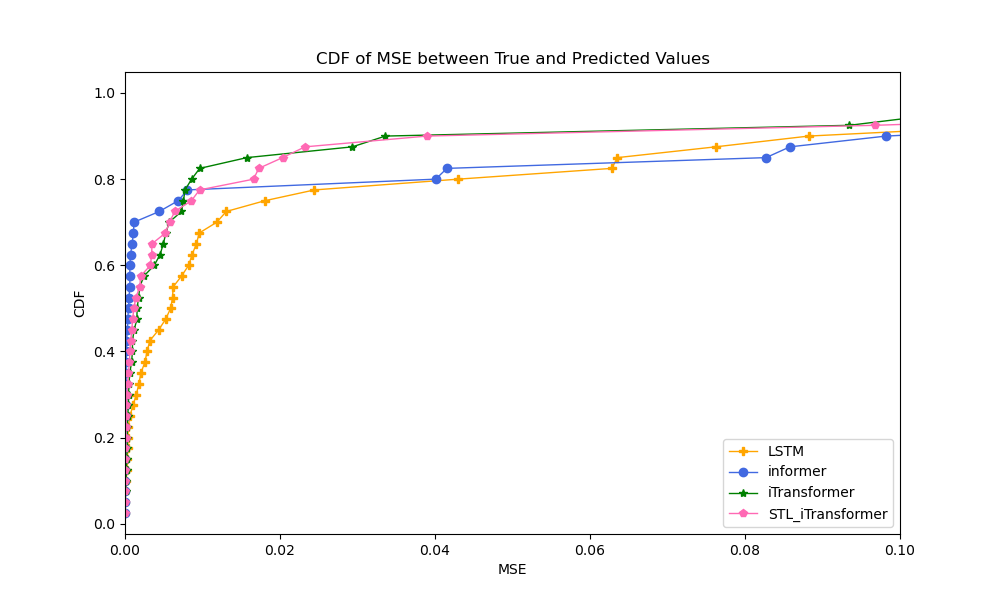 CDF of MSE between True and Predicted Values
CDF
1.0
0.8
0.6
0.4
0.2
0.0
0.00 0.02 0.04 0.06 0.08 0.10
MSE
LSTM
informer
iTransformer
STL_iTransformer